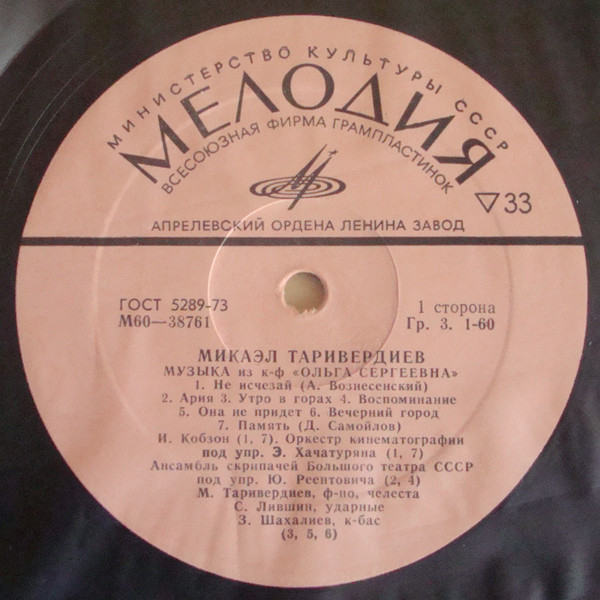 МИНИСТЕРСТВО КУЛЬТУРЫ СССР
МЕЛОДИЯ
ВСЕСОЮЗНАЯ ФИРМА ГРАМПЛАСТИНОК
33
АПРЕЛЕВСКИЙ ОРДЕНА ЛЕНИНА ЗАВОД
ГОСТ 5289-73
М60—38761
1 сторона
Гр. 3. 1-60
МИКАЭЛ ТАРИВЕРДИЕВ
МУЗЫКА из к-ф «ОЛЬГА СЕРГЕЕВНА»
1. Не исчезай (А. Вознесенский)
2. Ария 3. Утро в горах 4. Воспоминание
5. Она не придет 6. Вечерний город
7. Память (Д. Самойлов)
И. Кобзон (1, 7). Оркестр кинематографии
под упр. Э. Хачатуряна (1, 7)
Ансамбль скрипачей Большого театра СССР
под упр. Ю. Реентовича (2, 4)
М. Таривердиев, ф-по, челеста
С. Лившин, ударные
З. Шахалиев, к-бас
(3, 5, 6)